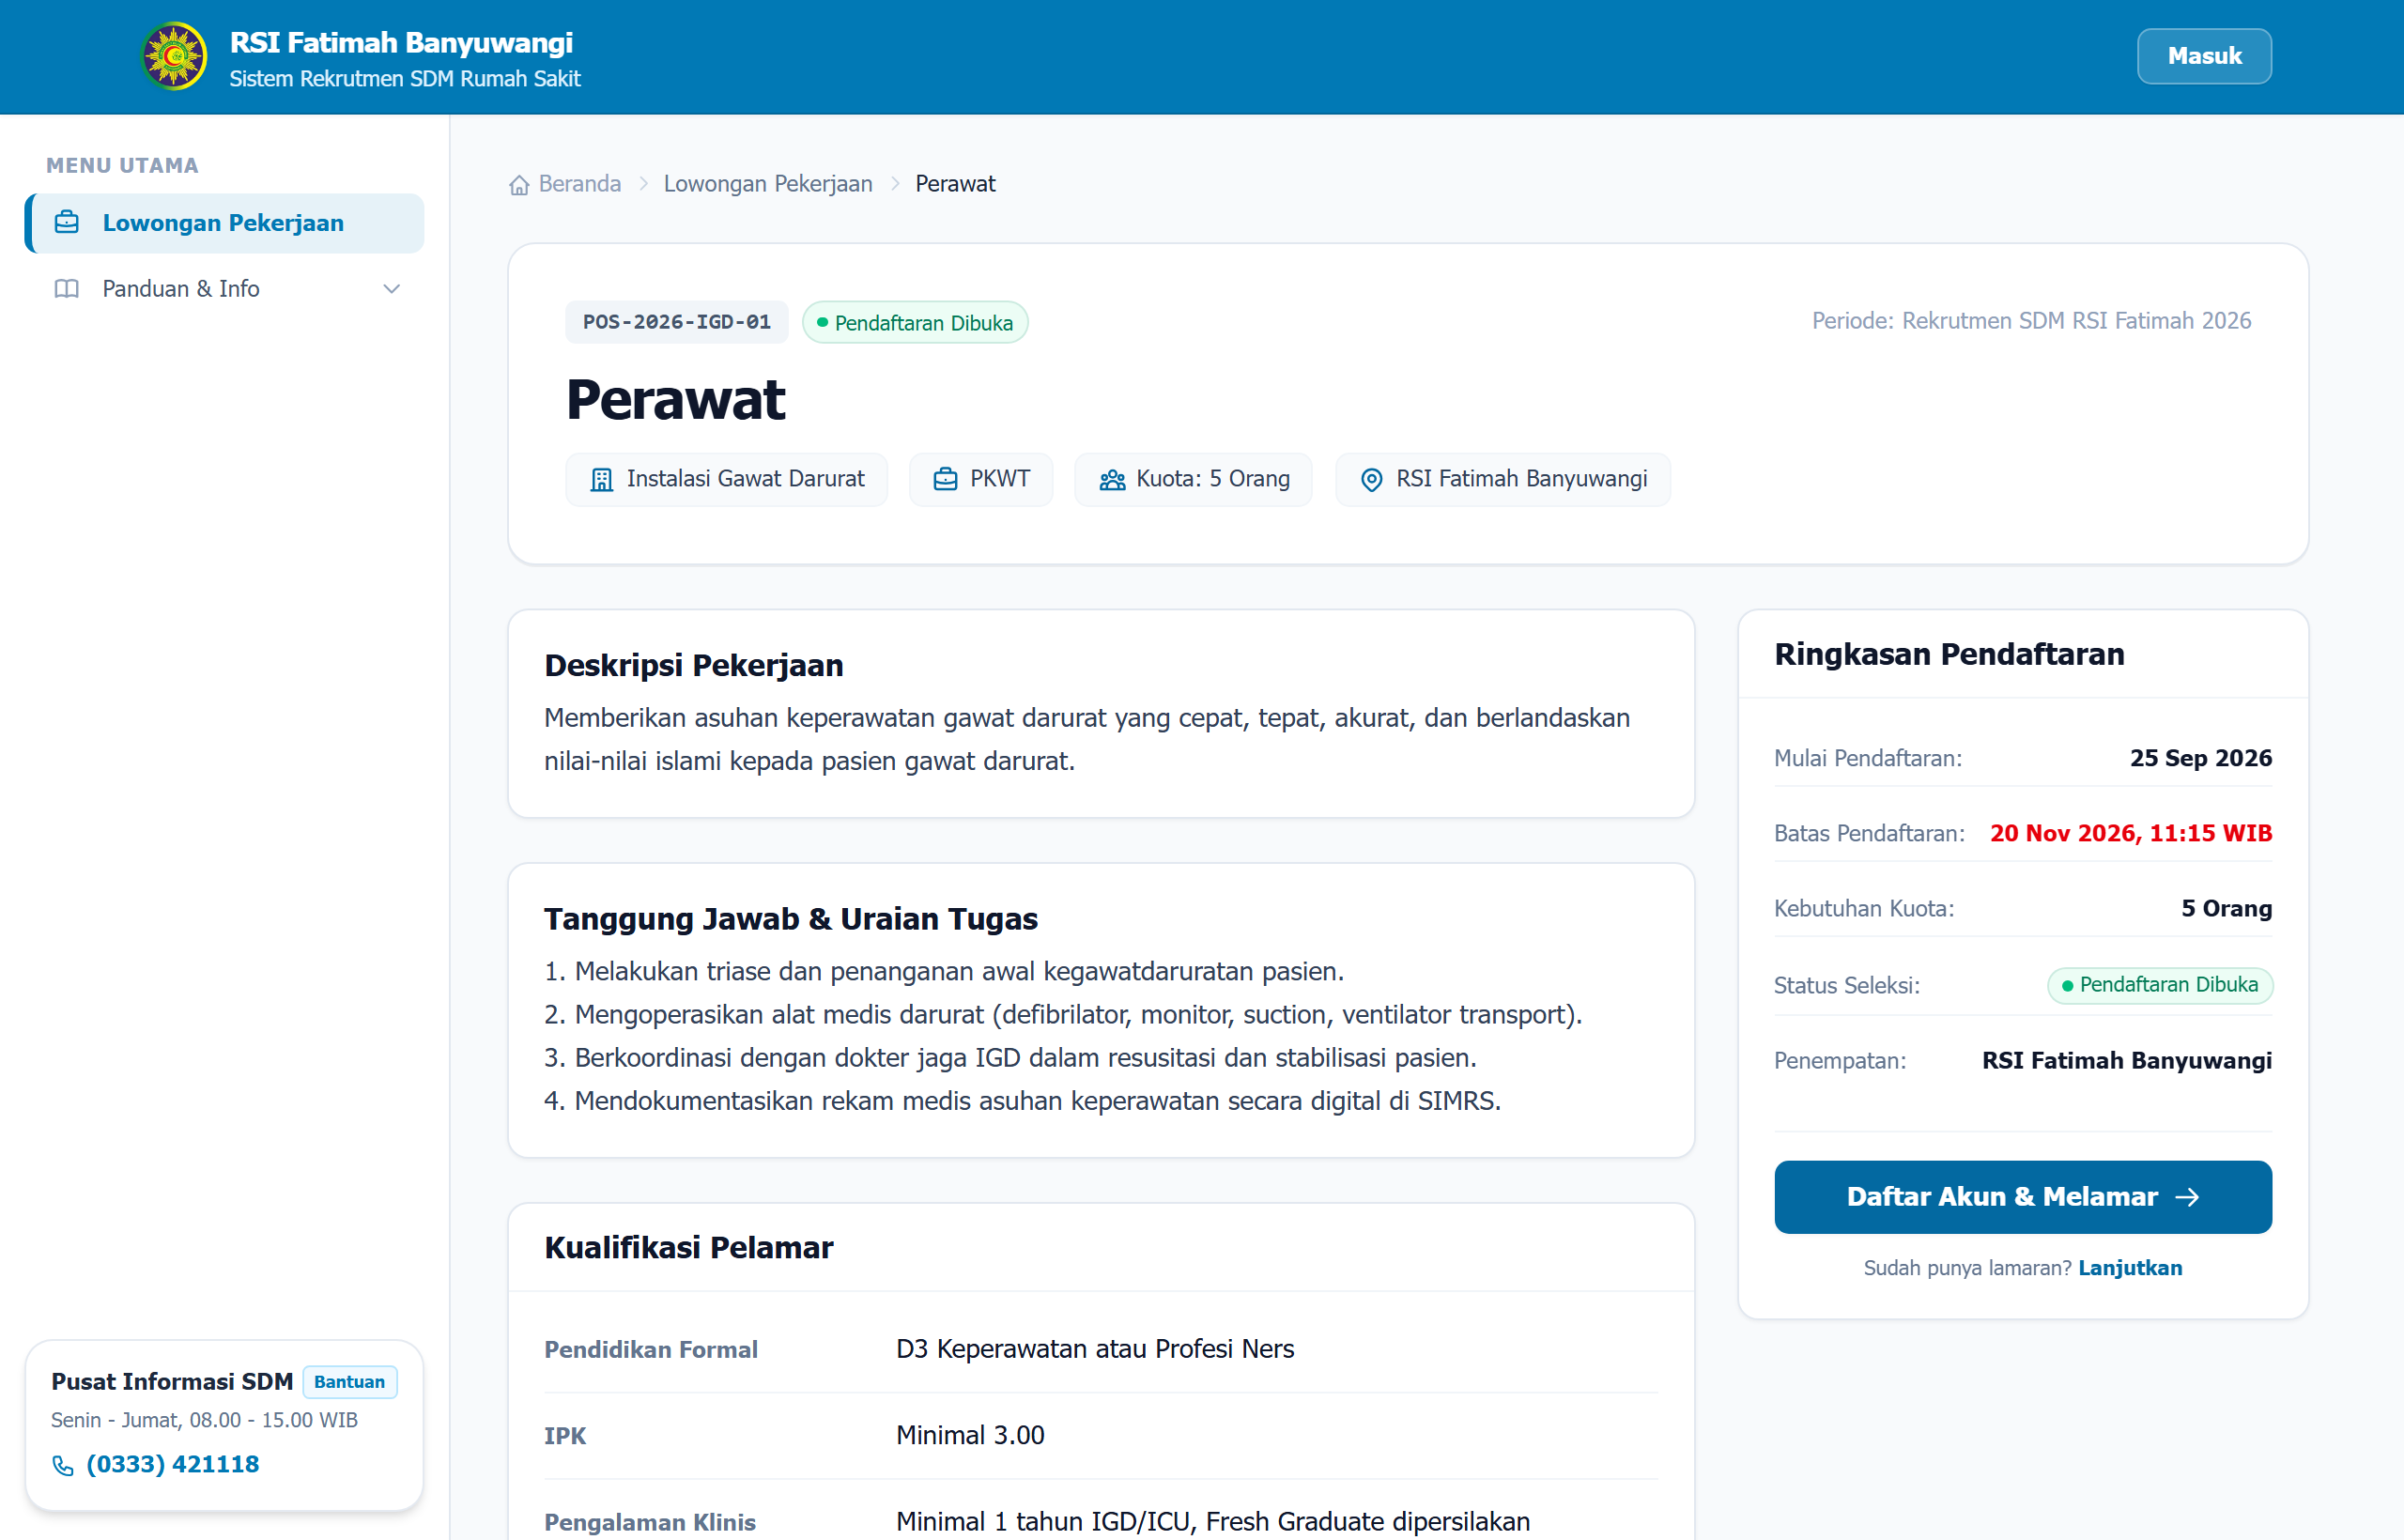 RSI Fatimah Banyuwangi
Sistem Rekrutmen SDM Rumah Sakit
Masuk
MENU UTAMA
Lowongan Pekerjaan
Panduan & Info
Pusat Informasi SDM
Bantuan
Senin - Jumat, 08.00 - 15.00 WIB
(0333) 421118
Beranda
Lowongan Pekerjaan
Perawat
POS-2026-IGD-01
Pendaftaran Dibuka
Periode: Rekrutmen SDM RSI Fatimah 2026
Perawat
Instalasi Gawat Darurat
PKWT
Kuota: 5 Orang
RSI Fatimah Banyuwangi
Deskripsi Pekerjaan
Memberikan asuhan keperawatan gawat darurat yang cepat, tepat, akurat, dan berlandaskan
nilai-nilai islami kepada pasien gawat darurat.
Tanggung Jawab & Uraian Tugas
1. Melakukan triase dan penanganan awal kegawatdaruratan pasien.
2. Mengoperasikan alat medis darurat (defibrilator, monitor, suction, ventilator transport).
3. Berkoordinasi dengan dokter jaga IGD dalam resusitasi dan stabilisasi pasien.
4. Mendokumentasikan rekam medis asuhan keperawatan secara digital di SIMRS.
Kualifikasi Pelamar
Pendidikan Formal
D3 Keperawatan atau Profesi Ners
IPK
Minimal 3.00
Pengalaman Klinis
Minimal 1 tahun IGD/ICU, Fresh Graduate dipersilakan
Ringkasan Pendaftaran
Mulai Pendaftaran:
25 Sep 2026
Batas Pendaftaran:
20 Nov 2026, 11:15 WIB
Kebutuhan Kuota:
5 Orang
Status Seleksi:
Pendaftaran Dibuka
Penempatan:
RSI Fatimah Banyuwangi
Daftar Akun & Melamar
Sudah punya lamaran? Lanjutkan